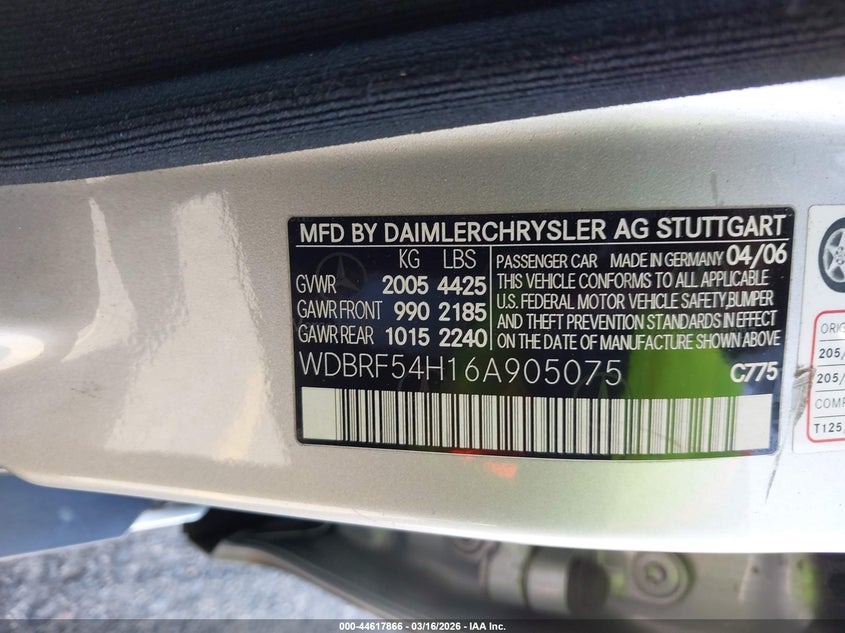 MFD BY DAIMLERCHRYSLER AG STUTTGART
KG LBS
GVWR 2005 4425
GAWR FRONT 990 2185
GAWR REAR 1015 2240
PASSENGER CAR MADE IN GERMANY 04/06
THIS VEHICLE CONFORMS TO ALL APPLICABLE
U.S. FEDERAL MOTOR VEHICLE SAFETY,BUMPER
AND THEFT PREVENTION STANDARDS IN EFFECT
ON THE DATE OF MANUFACTURE SHOWN ABOVE
WDBRF54H16A905075 C775
205/
205/
T125/
000-44617866 - 03/16/2026 - IAA Inc.